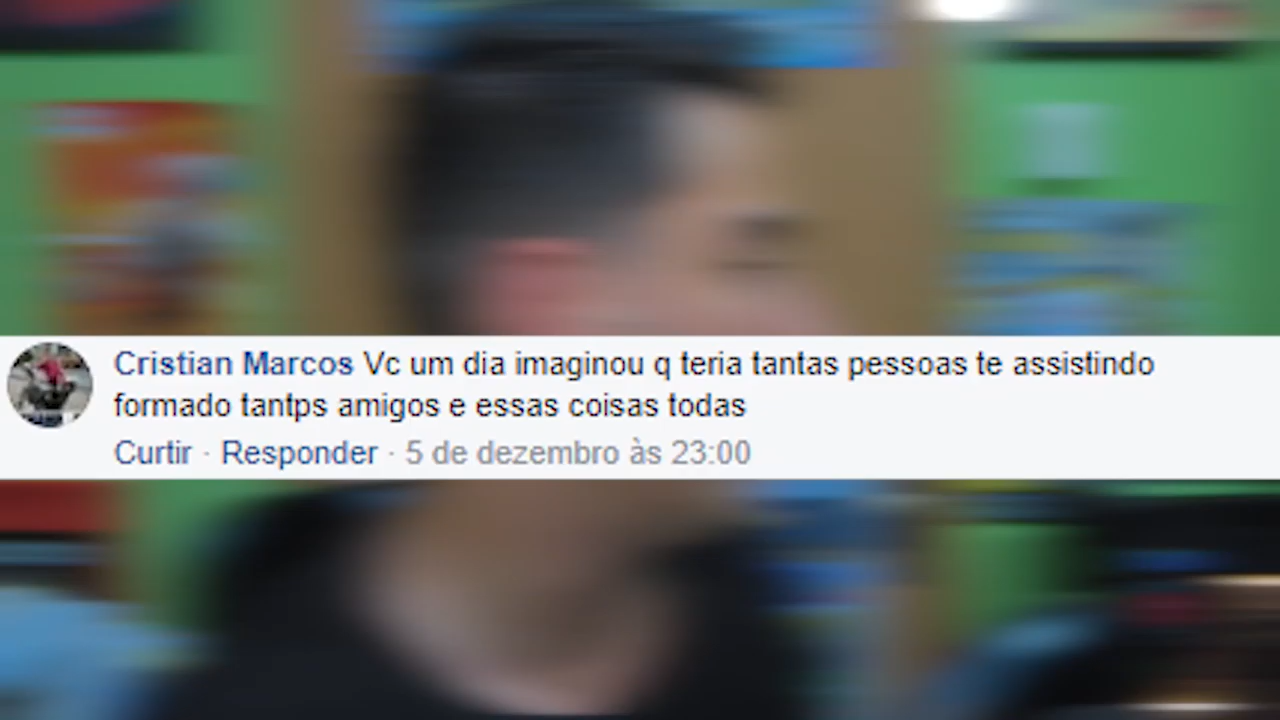 Cristian Marcos Vc um dia imaginou q teria tantas pessoas te assistindo
formado tantps amigos e essas coisas todas
Curtir · Responder · 5 de dezembro às 23:00